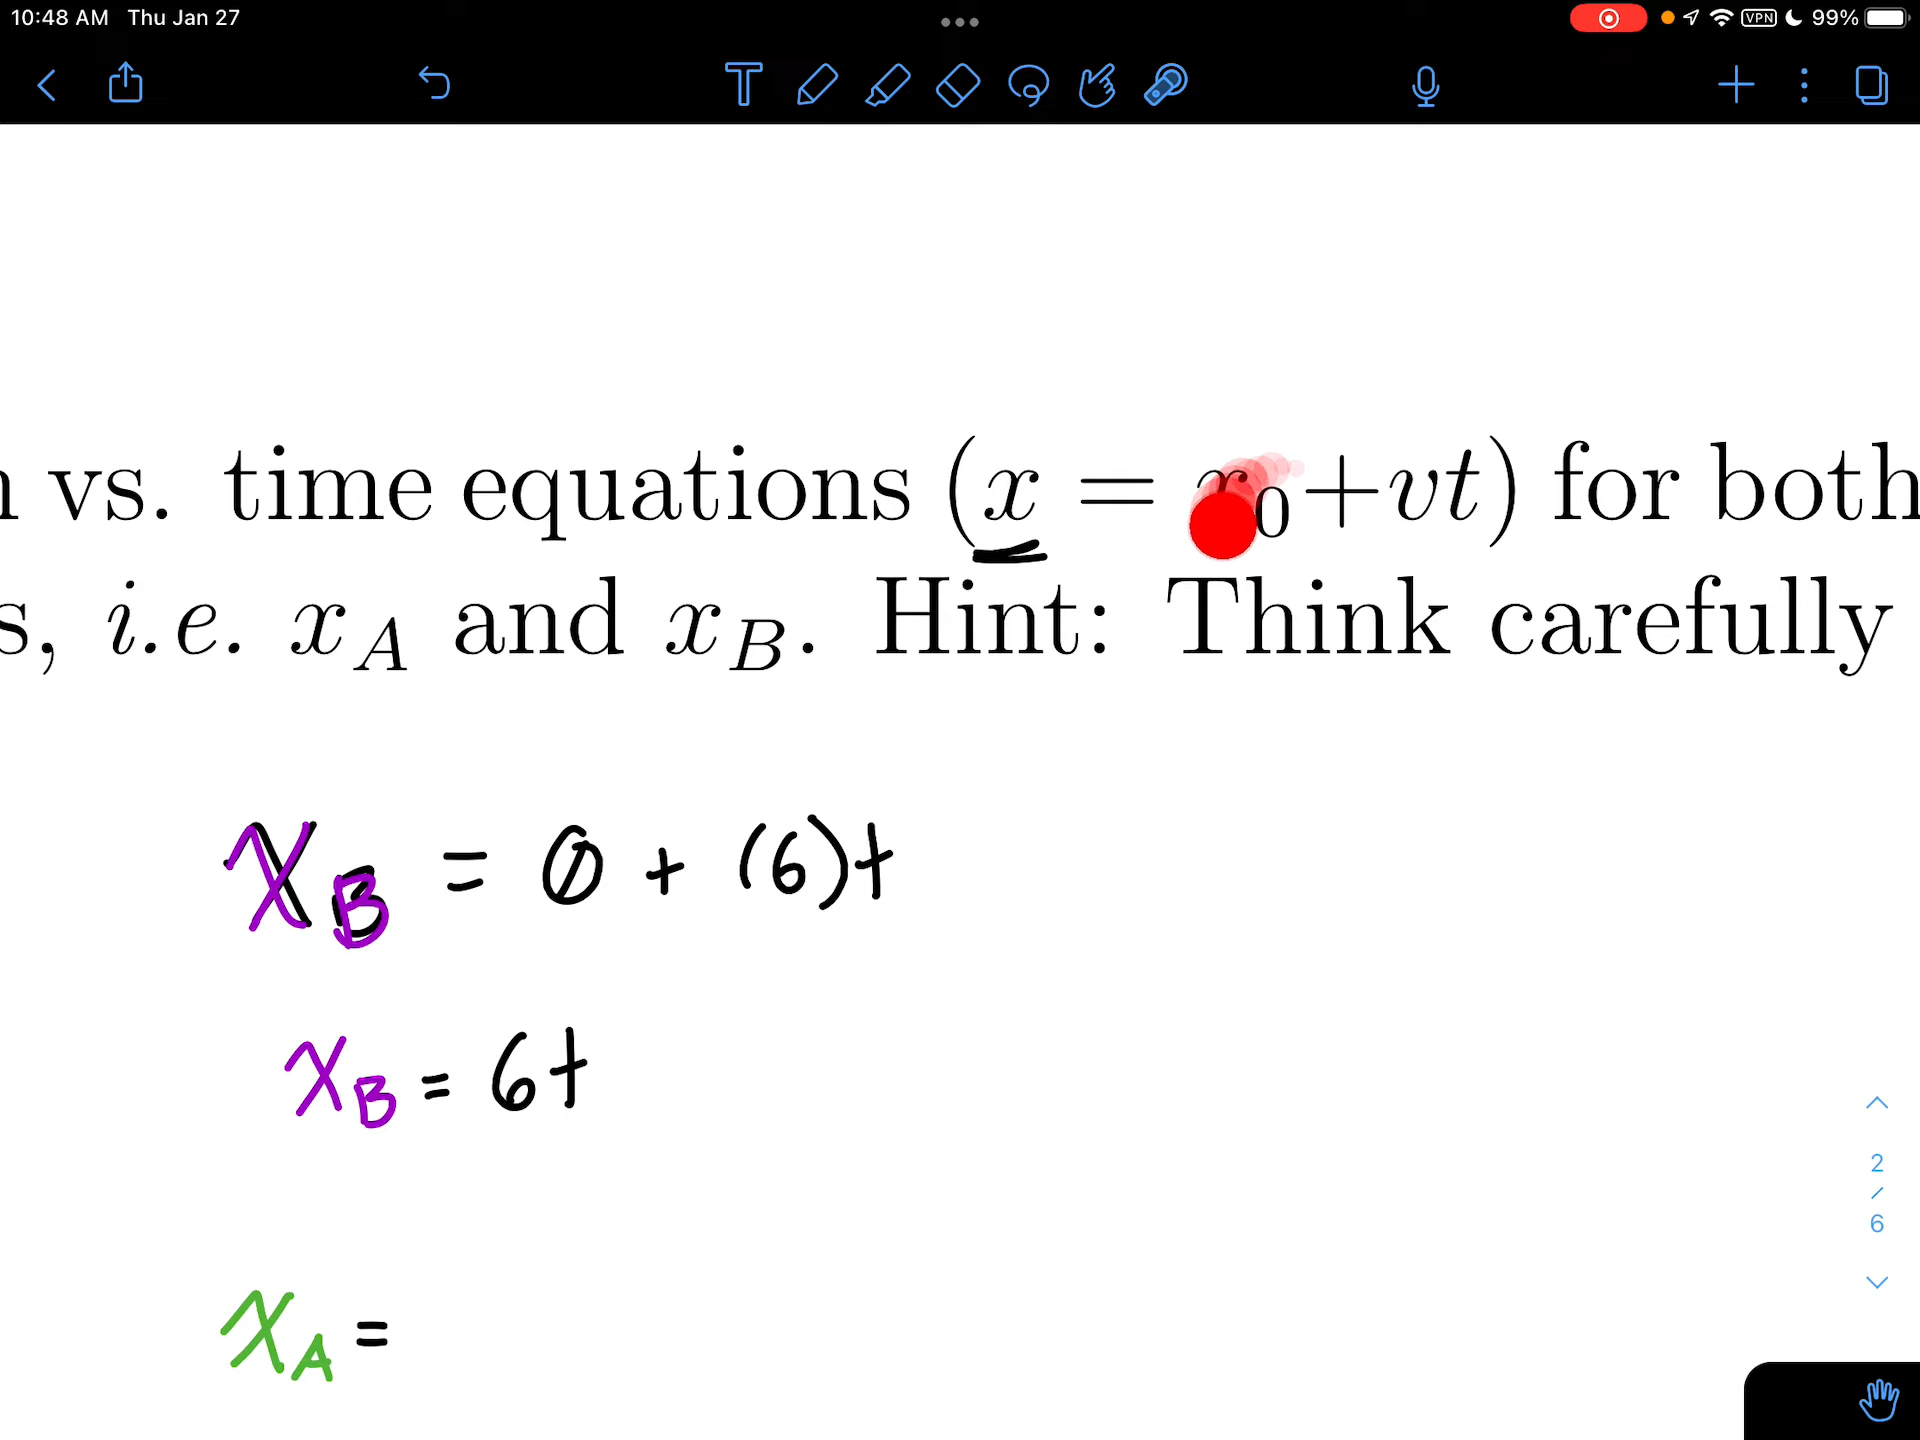 10:48 AM Thu Jan 27
VPN 99%
T
n vs. time equations (x = x₀+vt) for both
s, i.e. x_A and x_B. Hint: Think carefully
x_B = 0 + (6)t
x_B = 6t
2
/
6
x_A =